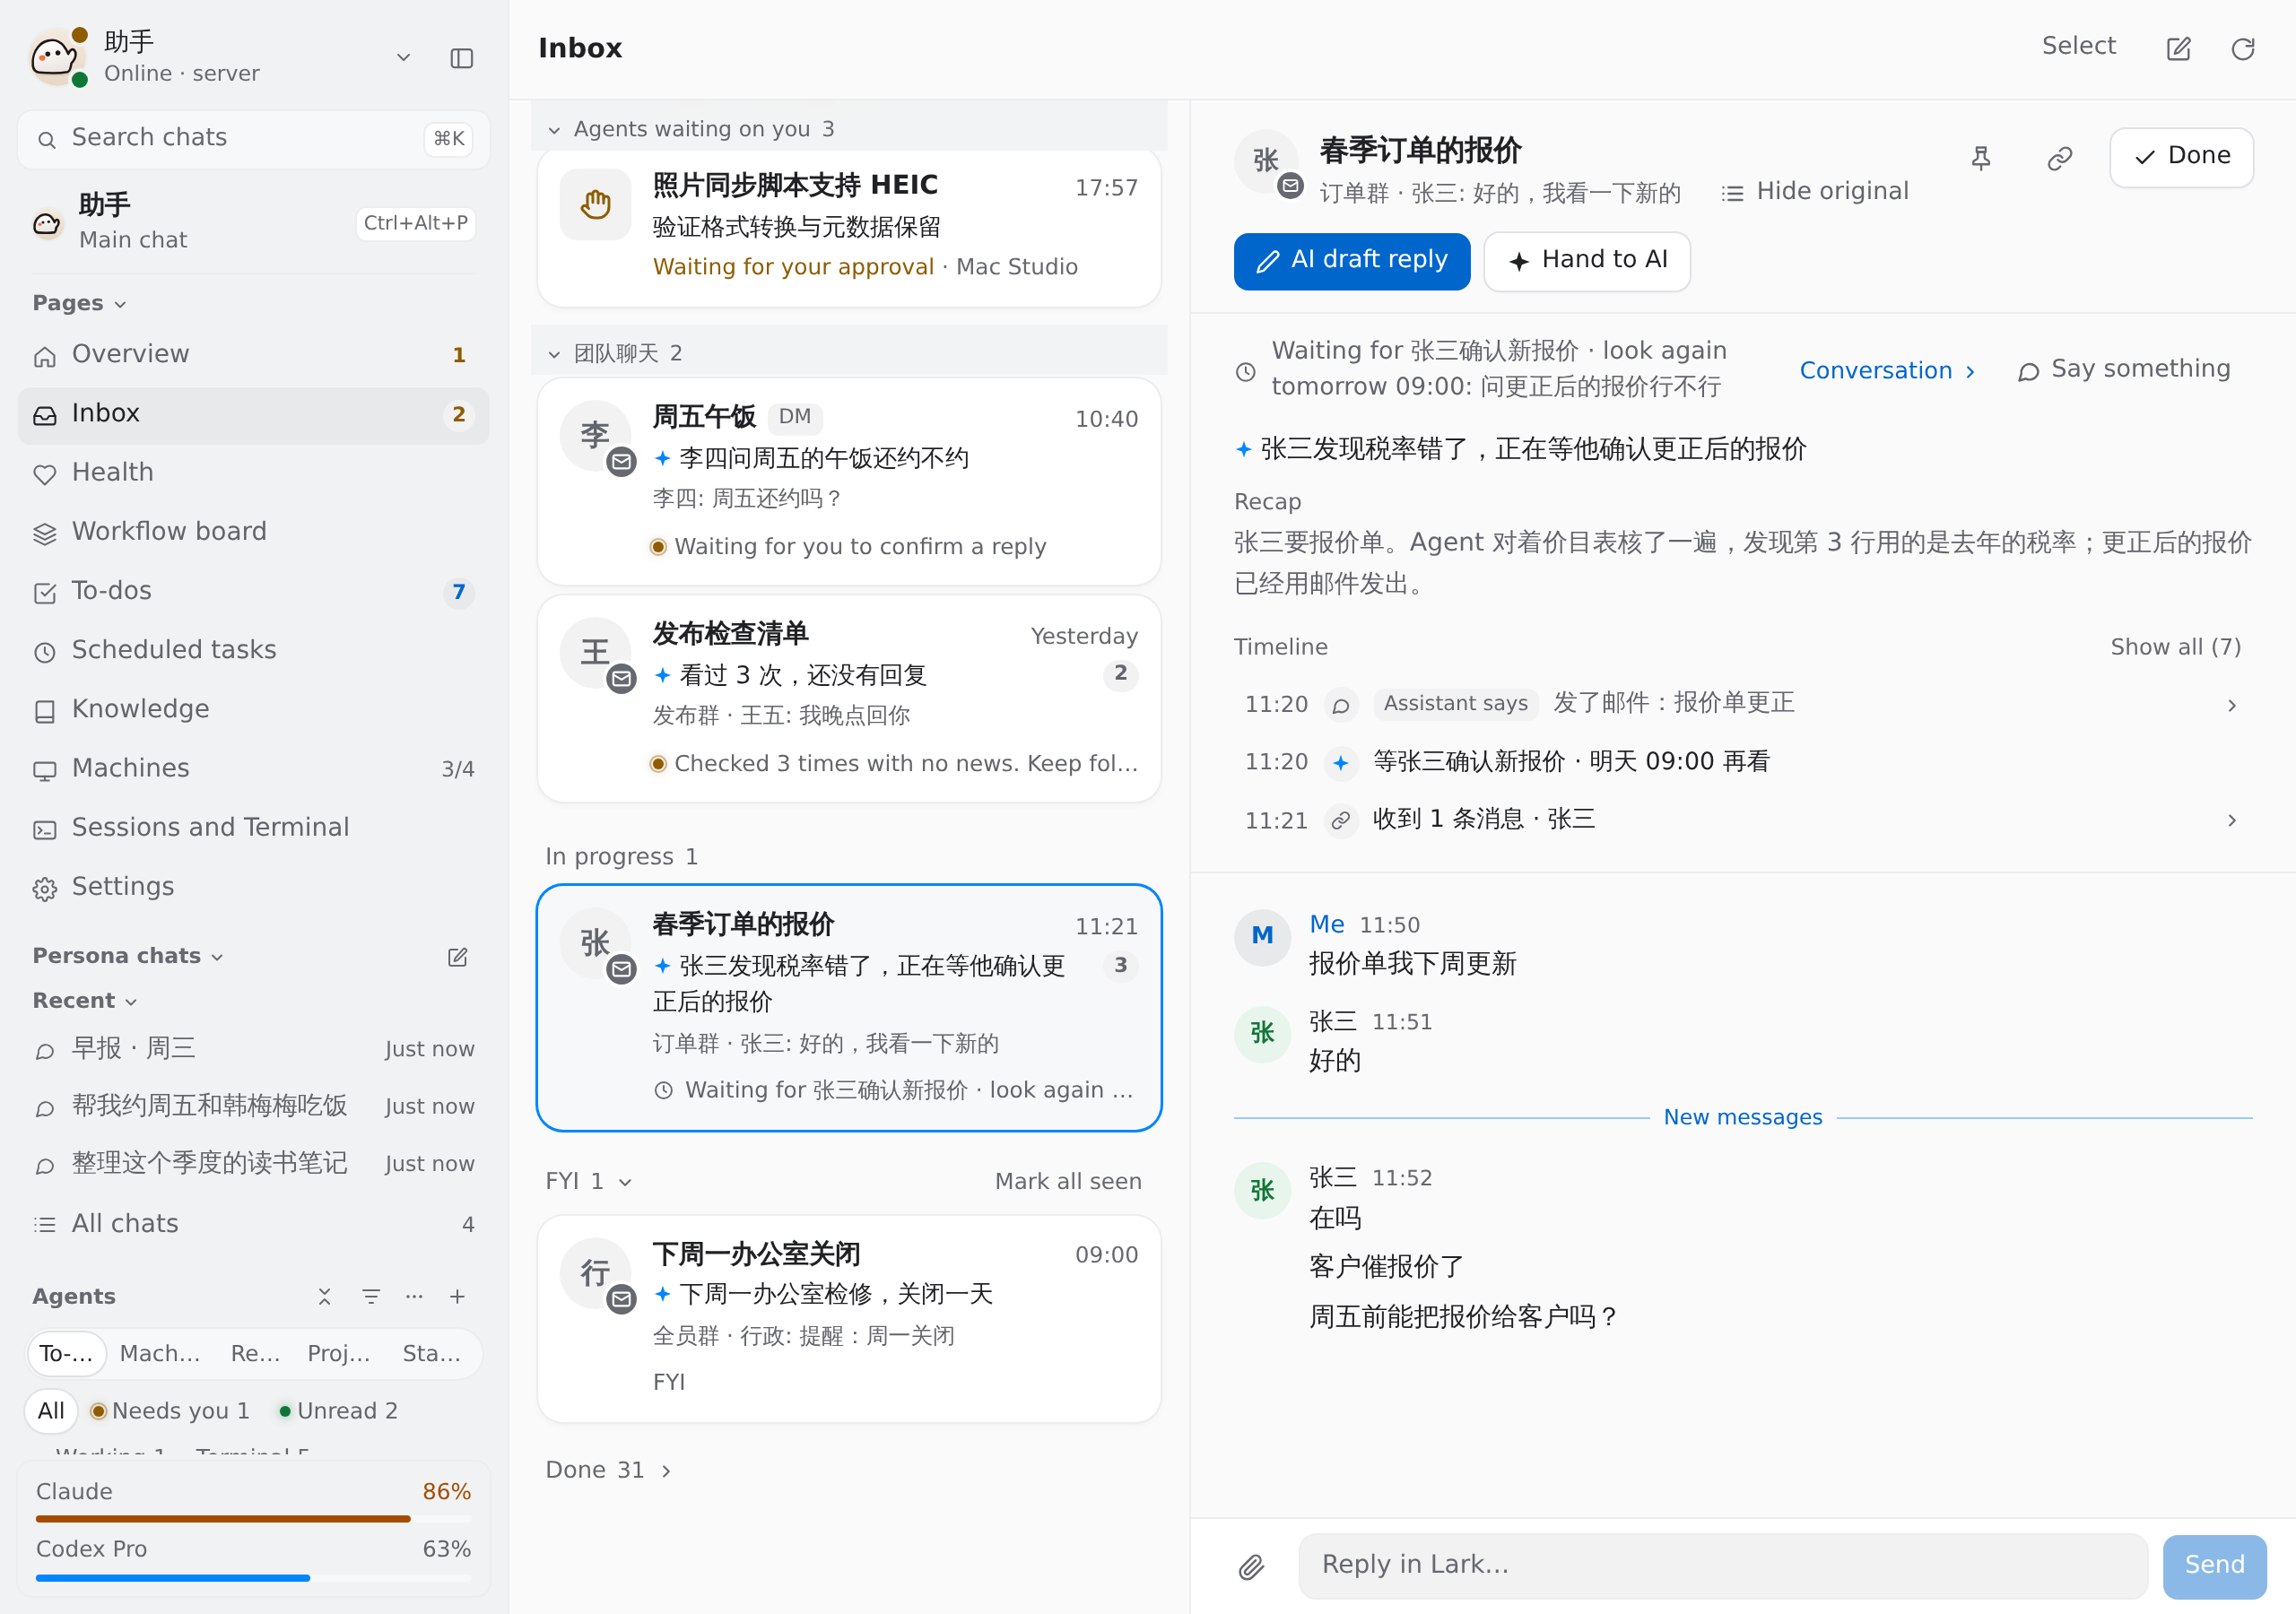 助手
Online · server
Search chats
⌘K
助手
Main chat
Ctrl+Alt+P
Pages
Overview
1
Inbox
2
Health
Workflow board
To-dos
7
Scheduled tasks
Knowledge
Machines
3/4
Sessions and Terminal
Settings
Persona chats
Recent
早报 · 周三
Just now
帮我约周五和韩梅梅吃饭
Just now
整理这个季度的读书笔记
Just now
All chats
4
Agents
To-...
Mach...
Re...
Proj...
Sta...
All
Needs you 1
Unread 2
Claude
86%
Codex Pro
63%
Inbox
Select
Agents waiting on you 3
照片同步脚本支持 HEIC
17:57
验证格式转换与元数据保留
Waiting for your approval · Mac Studio
团队聊天 2
李
周五午饭
DM
10:40
李四问周五的午饭还约不约
李四: 周五还约吗？
Waiting for you to confirm a reply
王
发布检查清单
Yesterday
看过 3 次，还没有回复
2
发布群 · 王五: 我晚点回你
Checked 3 times with no news. Keep fol...
In progress 1
张
春季订单的报价
11:21
张三发现税率错了，正在等他确认更
正后的报价
3
订单群 · 张三: 好的，我看一下新的
Waiting for 张三确认新报价 · look again ...
FYI 1
Mark all seen
行
下周一办公室关闭
09:00
下周一办公室检修，关闭一天
全员群 · 行政: 提醒：周一关闭
FYI
Done 31
张
春季订单的报价
订单群 · 张三: 好的，我看一下新的
Hide original
Done
AI draft reply
Hand to AI
Waiting for 张三确认新报价 · look again
tomorrow 09:00: 问更正后的报价行不行
Conversation
Say something
张三发现税率错了，正在等他确认更正后的报价
Recap
张三要报价单。Agent 对着价目表核了一遍，发现第 3 行用的是去年的税率；更正后的报价
已经用邮件发出。
Timeline
Show all (7)
11:20
Assistant says
发了邮件：报价单更正
11:20
等张三确认新报价 · 明天 09:00 再看
11:21
收到 1 条消息 · 张三
M
Me 11:50
报价单我下周更新
张
张三 11:51
好的
New messages
张
张三 11:52
在吗
客户催报价了
周五前能把报价给客户吗？
Reply in Lark...
Send